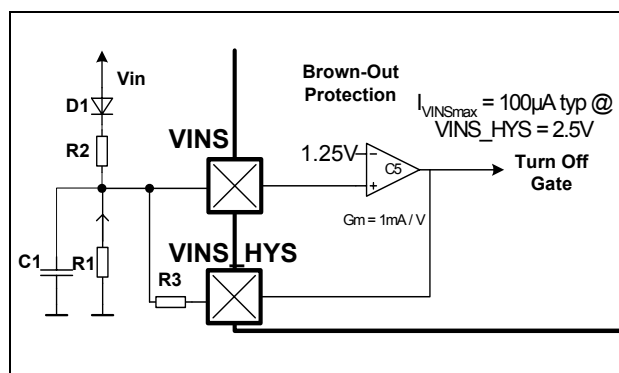 Vin
D1
R2
C1
R1
R3
VINS
VINS_HYS
Brown-Out
Protection
1.25V
C5
Gm = 1mA / V
I VINSmax = 100µA typ @
VINS_HYS = 2.5V
Turn Off
Gate